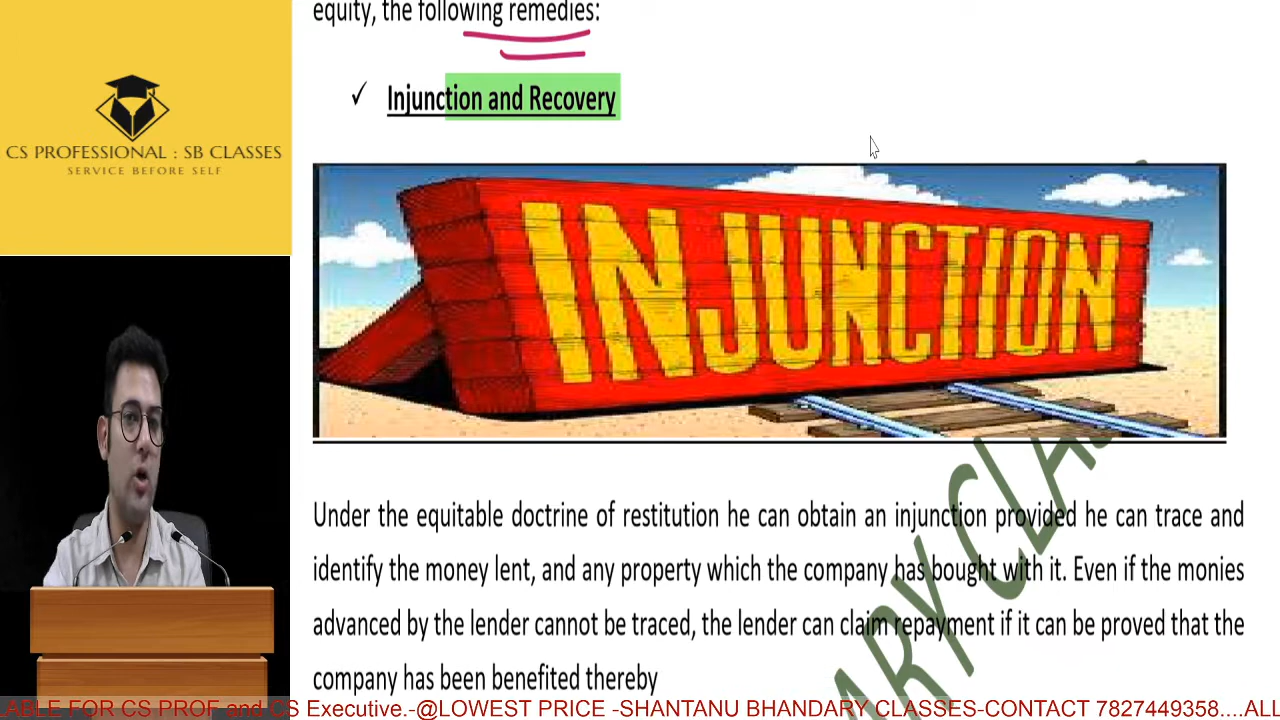 equity, the following remedies:
CS PROFESSIONAL : SB CLASSES
SERVICE BEFORE SELF
✓ Injunction and Recovery
INJUNCTION
Under the equitable doctrine of restitution he can obtain an injunction provided he can trace and
identify the money lent, and any property which the company has bought with it. Even if the monies
advanced by the lender cannot be traced, the lender can claim repayment if it can be proved that the
company has been benefited thereby
ARY CLA
LABLE FOR CS PROF and CS Executive.-@LOWEST PRICE -SHANTANU BHANDARY CLASSES-CONTACT 7827449358....ALL